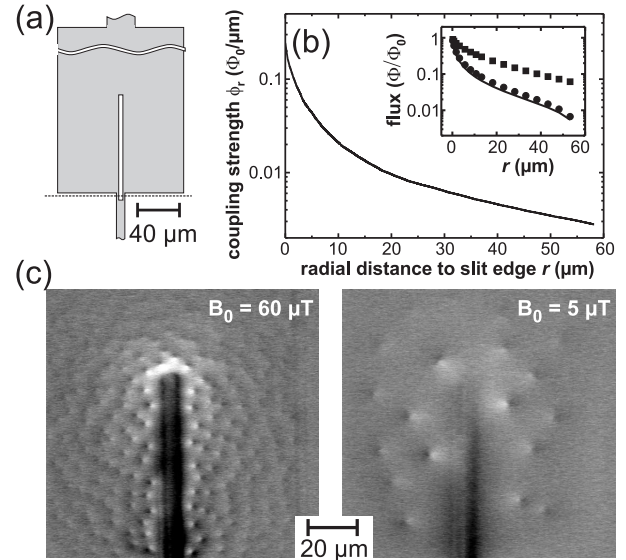 (a)
40 µm
(b)
coupling strength ϕr (Φ0/µm)
0.1
0.01
0 10 20 30 40 50 60
radial distance to slit edge r (µm)
flux (Φ/Φ0)
1
0.1
0.01
0 20 40 60
r (µm)
(c)
B0 = 60 µT
B0 = 5 µT
20 µm